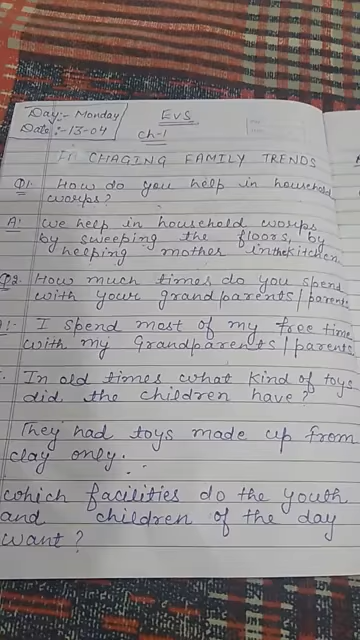 Day:- Monday
Date:- 13-04
EVS
Ch-1
CHAGING FAMILY TRENDS
Q1. How do you help in household
worps?
A: We help in household worps
by sweeping the floors, by
helping mother in the kitchen
Q2. How much times do you spend
with your grandparents/parents
I spend most of my free time
with my Grandparents/parents
In old times what kind of toys
did the children have?
They had toys made up from
clay only.
which facilities do the youth
and children of the day
want?